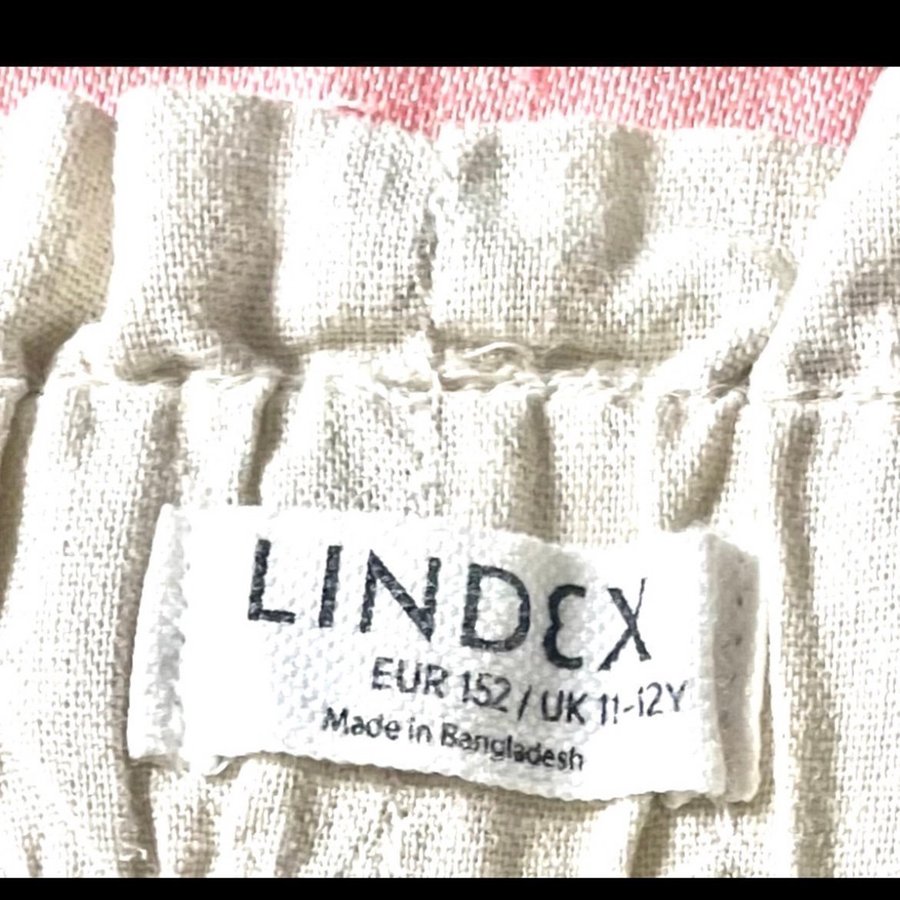 LINDEX
EUR 152 / UK 11-12Y
Made in Bangladesh